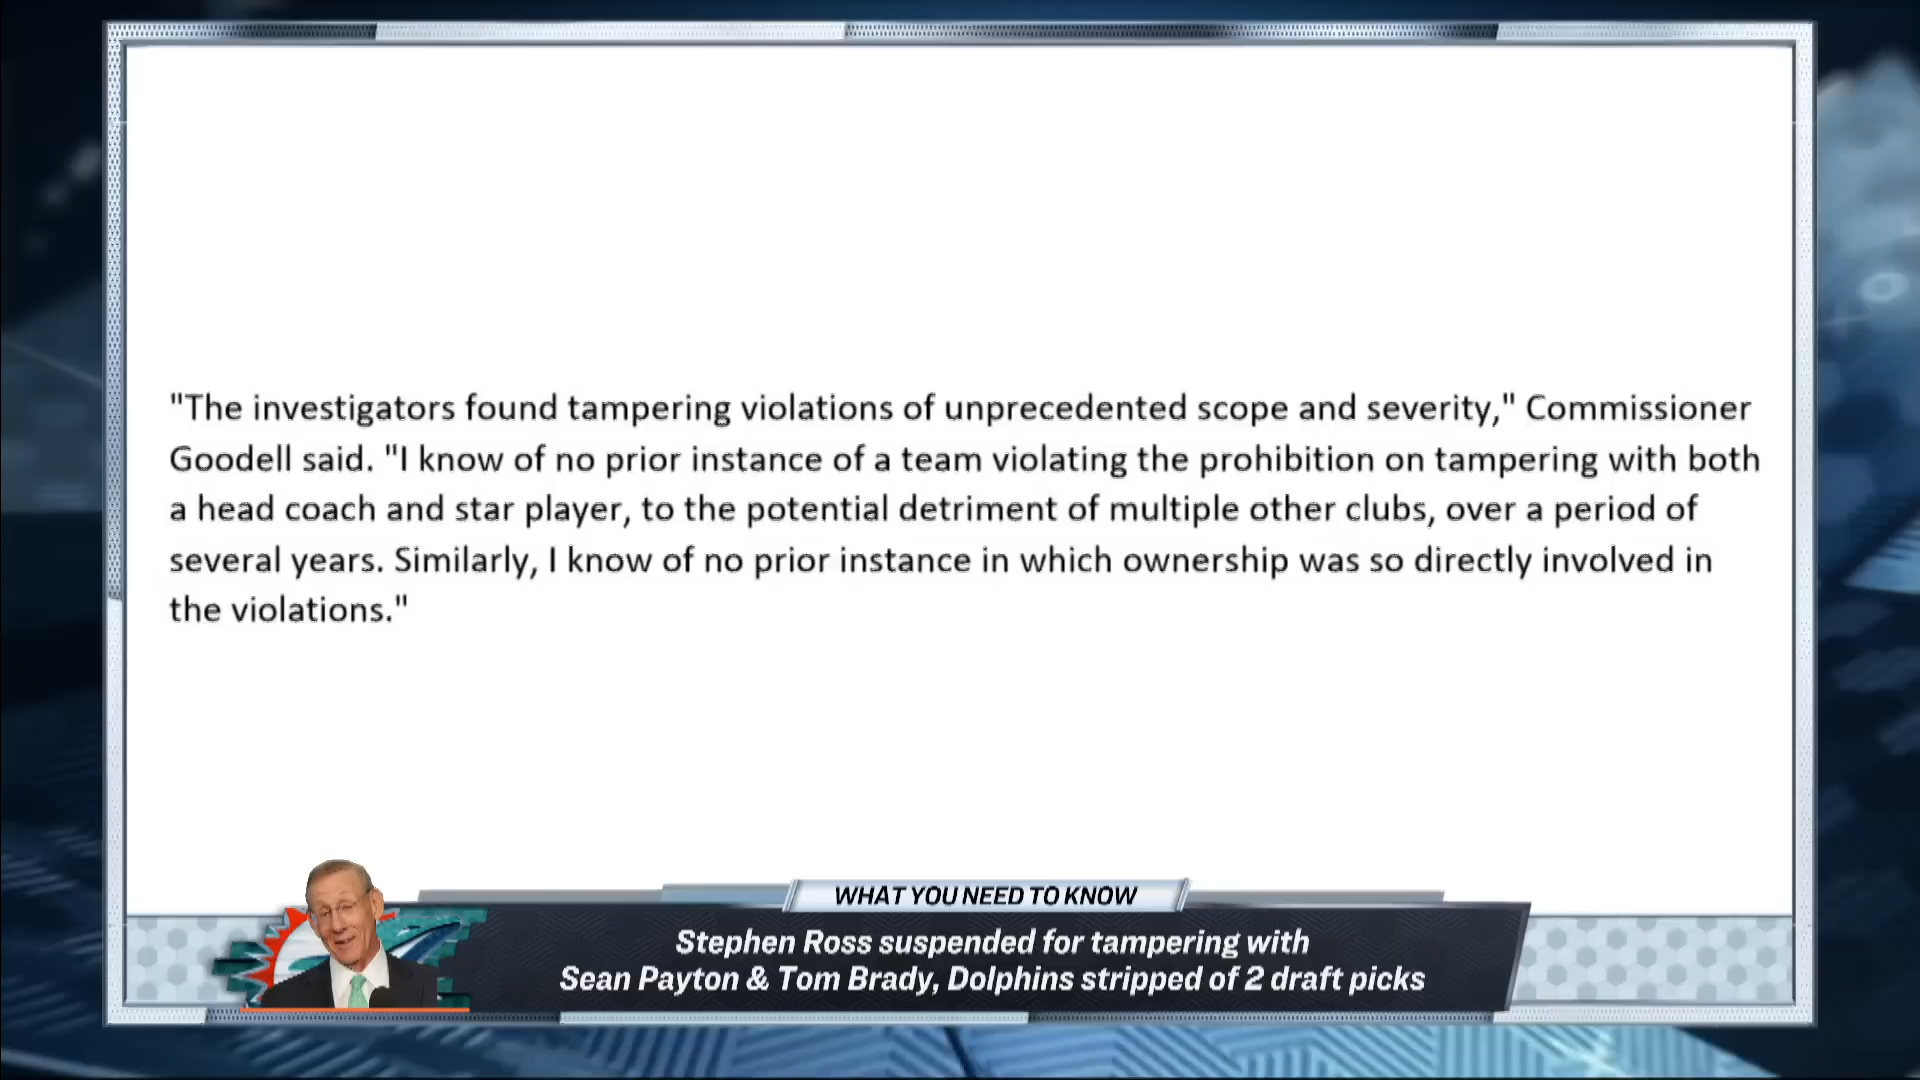 "The investigators found tampering violations of unprecedented scope and severity," Commissioner
Goodell said. "I know of no prior instance of a team violating the prohibition on tampering with both
a head coach and star player, to the potential detriment of multiple other clubs, over a period of
several years. Similarly, I know of no prior instance in which ownership was so directly involved in
the violations."
WHAT YOU NEED TO KNOW
Stephen Ross suspended for tampering with
Sean Payton & Tom Brady, Dolphins stripped of 2 draft picks